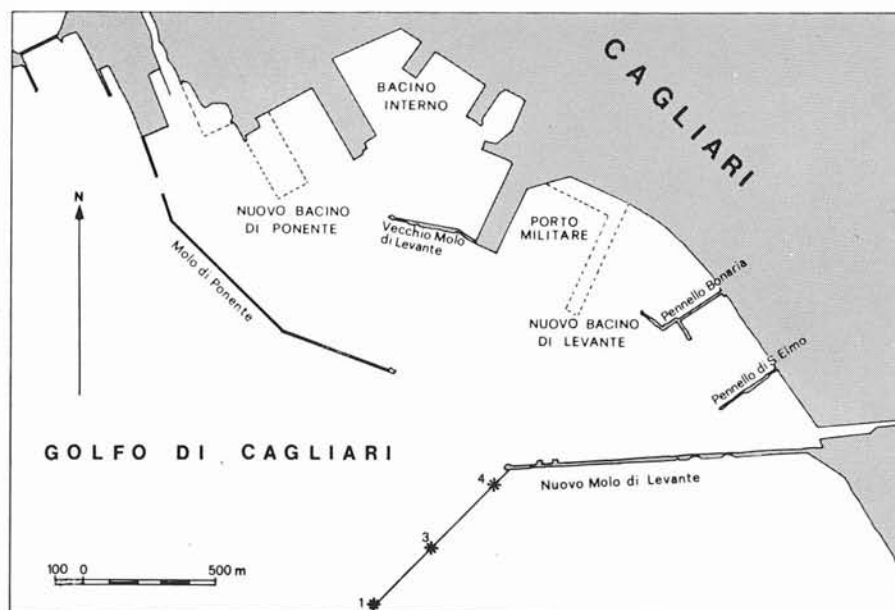 CAGLIARI
BACINO
INTERNO
N
NUOVO BACINO
DI PONENTE
Vecchio Molo
di Levante
PORTO
MILITARE
Molo di Ponente
NUOVO BACINO
DI LEVANTE
Pennello Bonaria
Pennello di S. Elmo
GOLFO DI CAGLIARI
4
Nuovo Molo di Levante
3
100 0 500 m
1